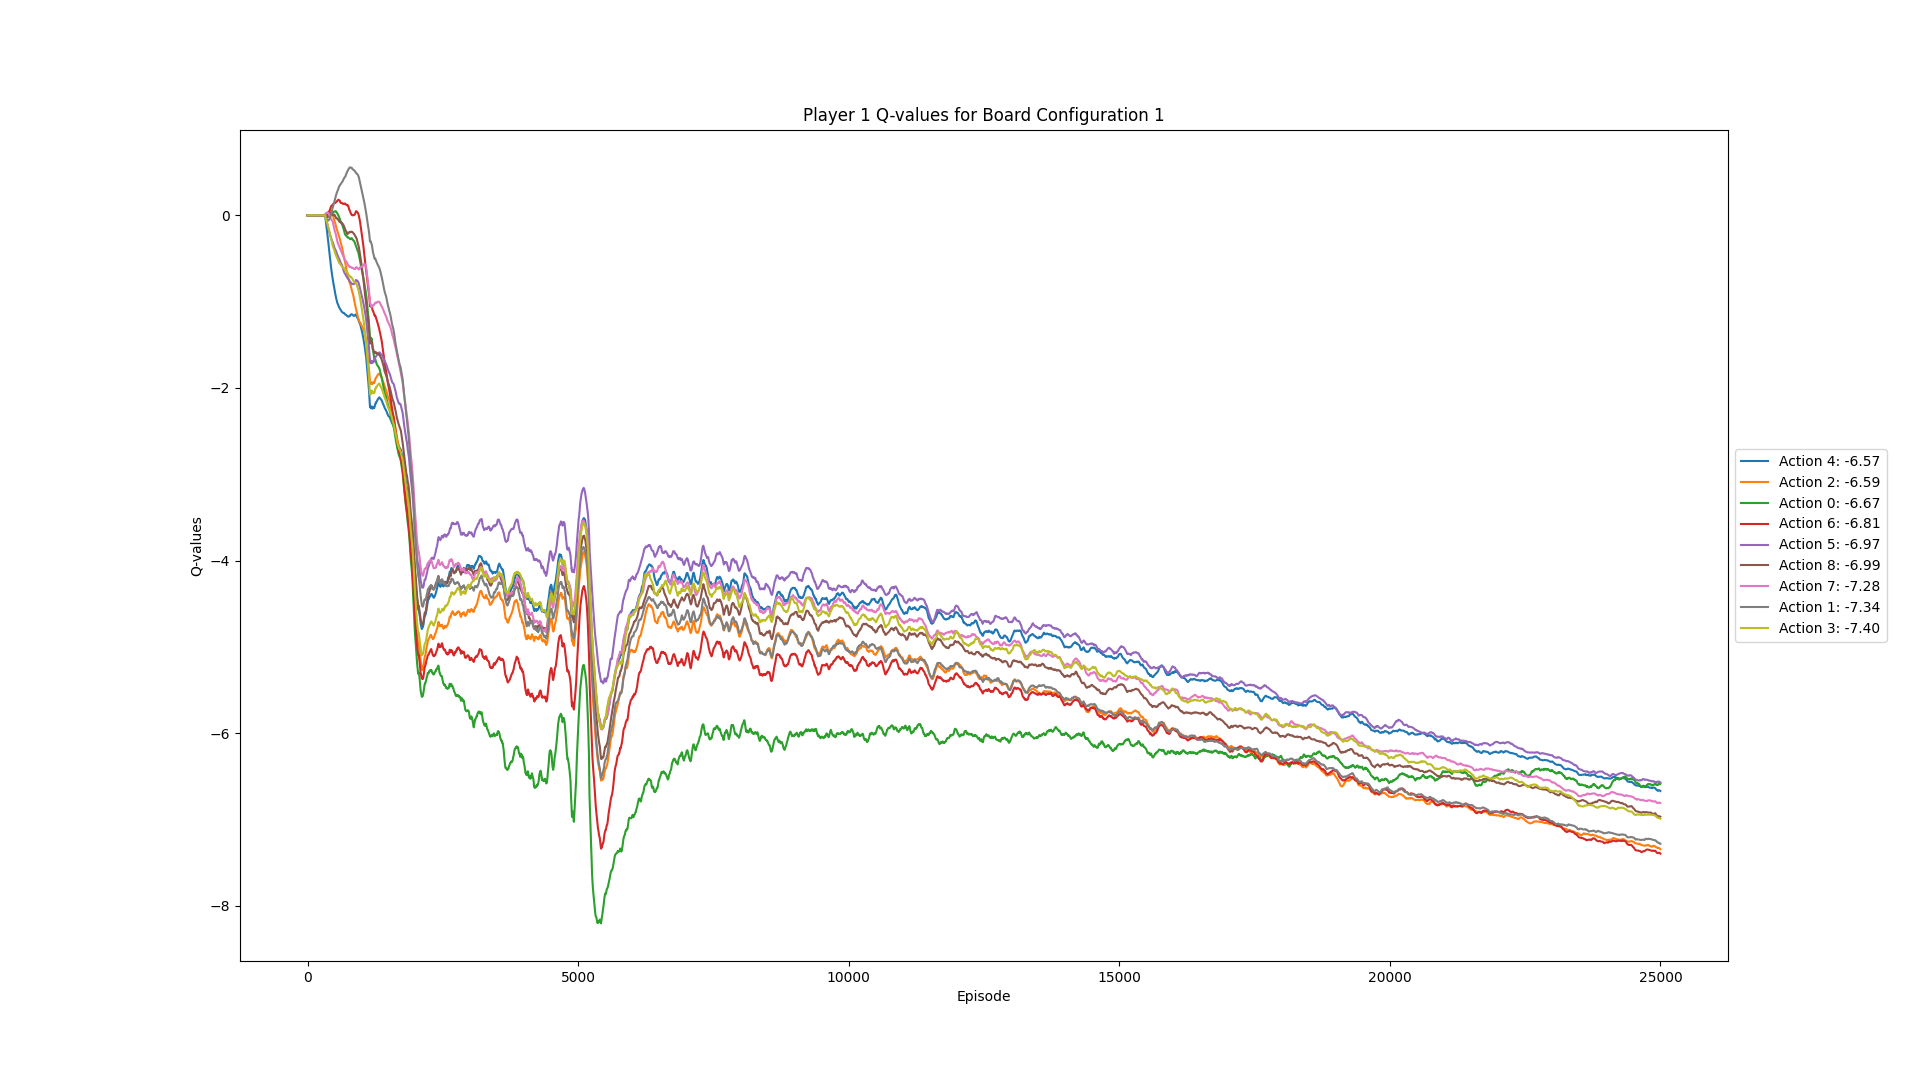 Player 1 Q-values for Board Configuration 1
0
−2
−4
−6
−8
Q-values
0
5000
10000
15000
20000
25000
Episode
Action 4: -6.57
Action 2: -6.59
Action 0: -6.67
Action 6: -6.81
Action 5: -6.97
Action 8: -6.99
Action 7: -7.28
Action 1: -7.34
Action 3: -7.40